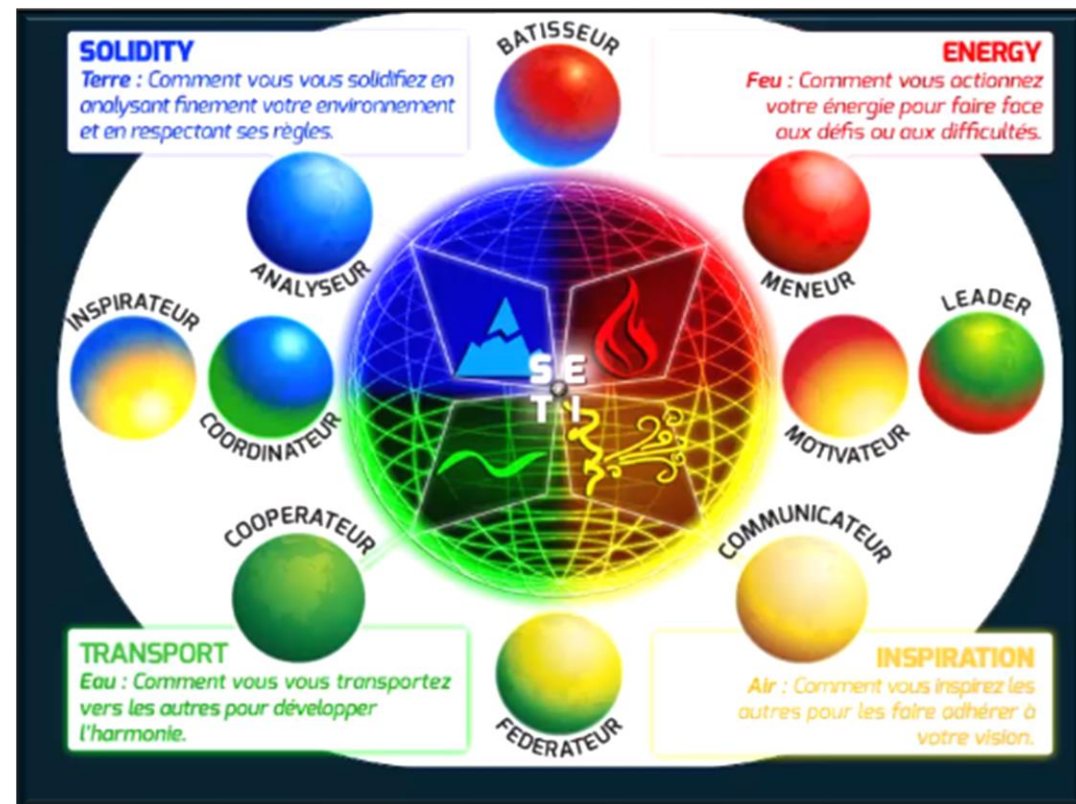 SOLIDITY
Terre : Comment vous vous solidifiez en
analysant finement votre environnement
et en respectant ses règles.
BATISSEUR
ENERGY
Feu : Comment vous actionnez
votre énergie pour faire face
aux défis ou aux difficultés.
ANALYSEUR
MENEUR
INSPIRATEUR
LEADER
COORDINATEUR
S E
T I
MOTIVATEUR
COOPERATEUR
COMMUNICATEUR
TRANSPORT
Eau : Comment vous vous transportez
vers les autres pour développer
l'harmonie.
FEDERATEUR
INSPIRATION
Air : Comment vous inspirez les
autres pour les faire adhérer à
votre vision.